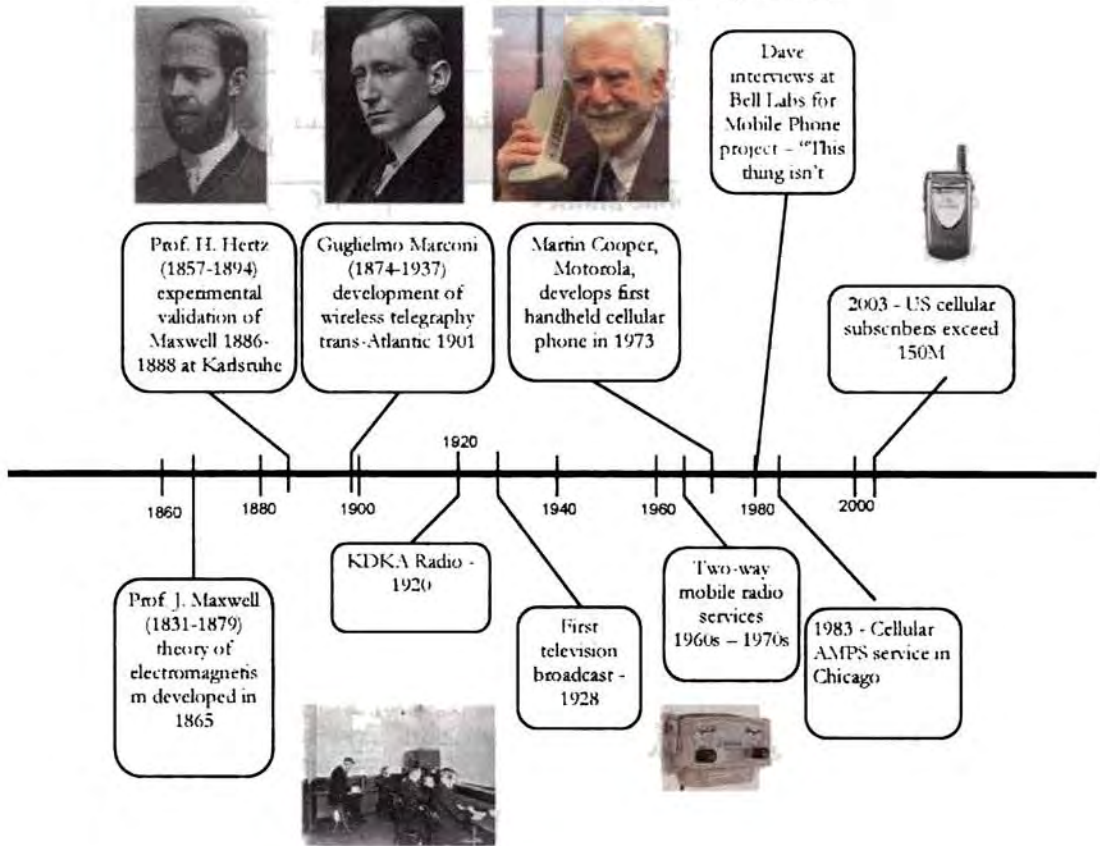 Dave
interviews at
Bell Labs for
Mobile Phone
project – "This
thing isn't
Prof. H. Hertz
(1857-1894)
experimental
validation of
Maxwell 1886-
1888 at Karlsruhe
Guglielmo Marconi
(1874-1937)
development of
wireless telegraphy
trans-Atlantic 1901
Martin Cooper,
Motorola,
develops first
handheld cellular
phone in 1973
2003 - US cellular
subscribers exceed
150M
1920
1860
1880
1900
1940
1960
1980
2000
Prof. J. Maxwell
(1831-1879)
theory of
electromagnetis
m developed in
1865
KDKA Radio -
1920
First
television
broadcast -
1928
Two-way
mobile radio
services
1960s – 1970s
1983 - Cellular
AMPS service in
Chicago